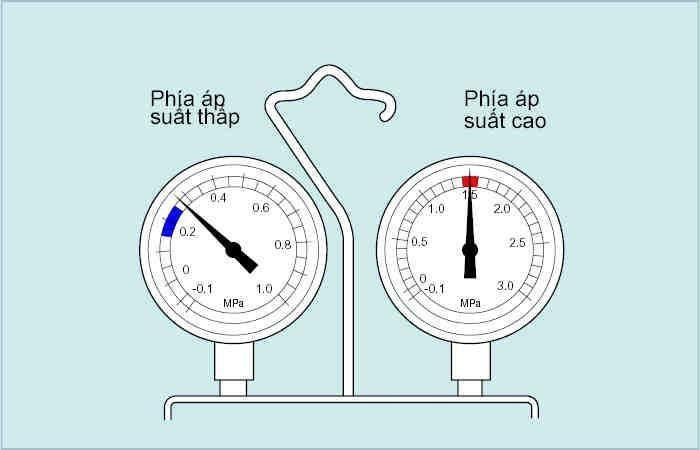 Phía áp
suất thấp
Phía áp
suất cao
0.4
0.6
0.2
0.8
0
-0.1
1.0
MPa
1.5
1.0
2.0
0.5
2.5
0
-0.1
3.0
MPa